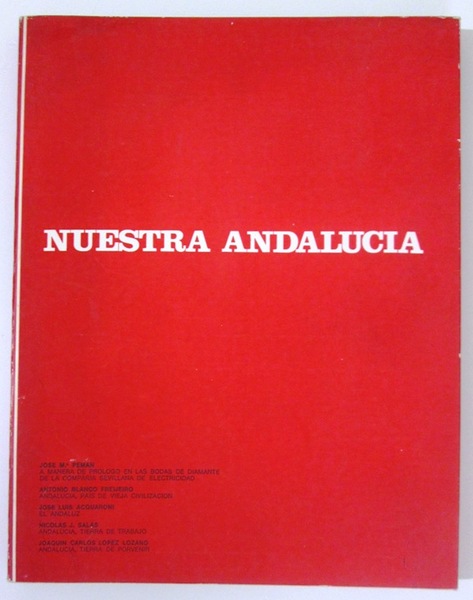 NUESTRA ANDALUCIA
JOSE Mª PEMAN
A MANERA DE PROLOGO EN LAS BODAS DE DIAMANTE
DE LA COMPAÑIA SEVILLANA DE ELECTRICIDAD
ANTONIO BLANCO FREIJEIRO
ANDALUCIA, PAIS DE VIEJA CIVILIZACION
JOSE LUIS ACQUARONI
EL ANDALUZ
NICOLAS J. SALAS
ANDALUCIA, TIERRA DE TRABAJO
JOAQUIN CARLOS LOPEZ LOZANO
ANDALUCIA, TIERRA DE PORVENIR